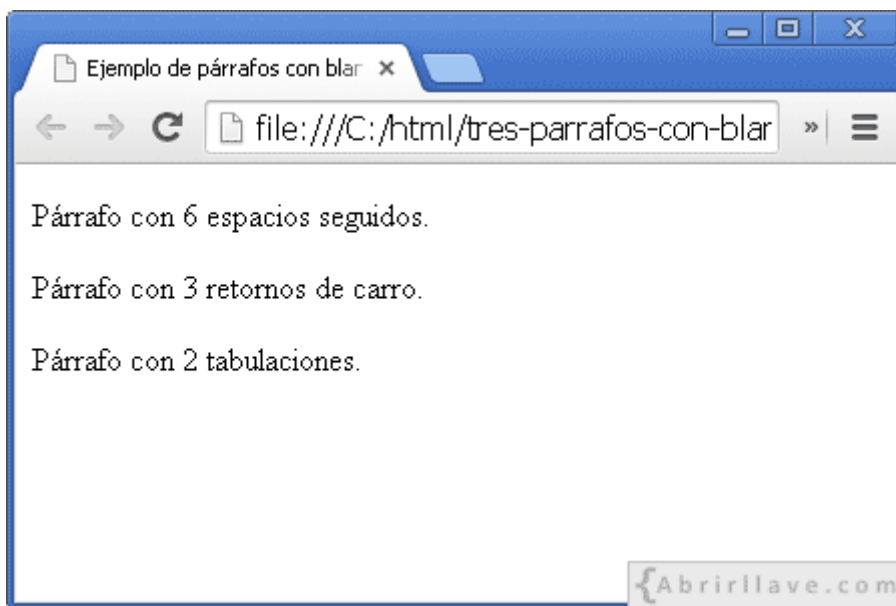 Ejemplo de párrafos con blan
file:///C:/html/tres-parrafos-con-blar
Párrafo con 6 espacios seguidos.
Párrafo con 3 retornos de carro.
Párrafo con 2 tabulaciones.
{Abrirllave.com